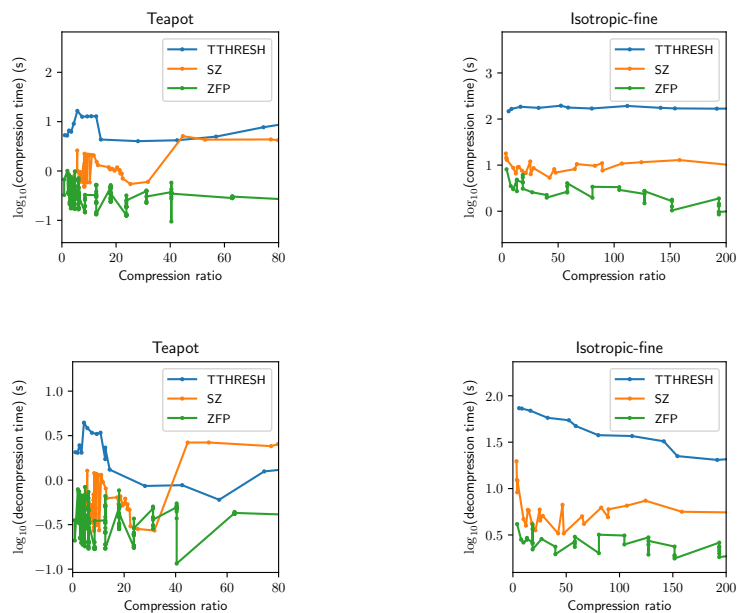 Teapot
log₁₀(compression time) (s)
2
1
0
−1
TTHRESH
SZ
ZFP
0 20 40 60 80
Compression ratio
Isotropic-fine
log₁₀(compression time) (s)
3
2
1
0
TTHRESH
SZ
ZFP
0 50 100 150 200
Compression ratio
Teapot
log₁₀(decompression time) (s)
1.0
0.5
0.0
−0.5
−1.0
TTHRESH
SZ
ZFP
0 20 40 60 80
Compression ratio
Isotropic-fine
log₁₀(decompression time) (s)
2.0
1.5
1.0
0.5
TTHRESH
SZ
ZFP
0 50 100 150 200
Compression ratio